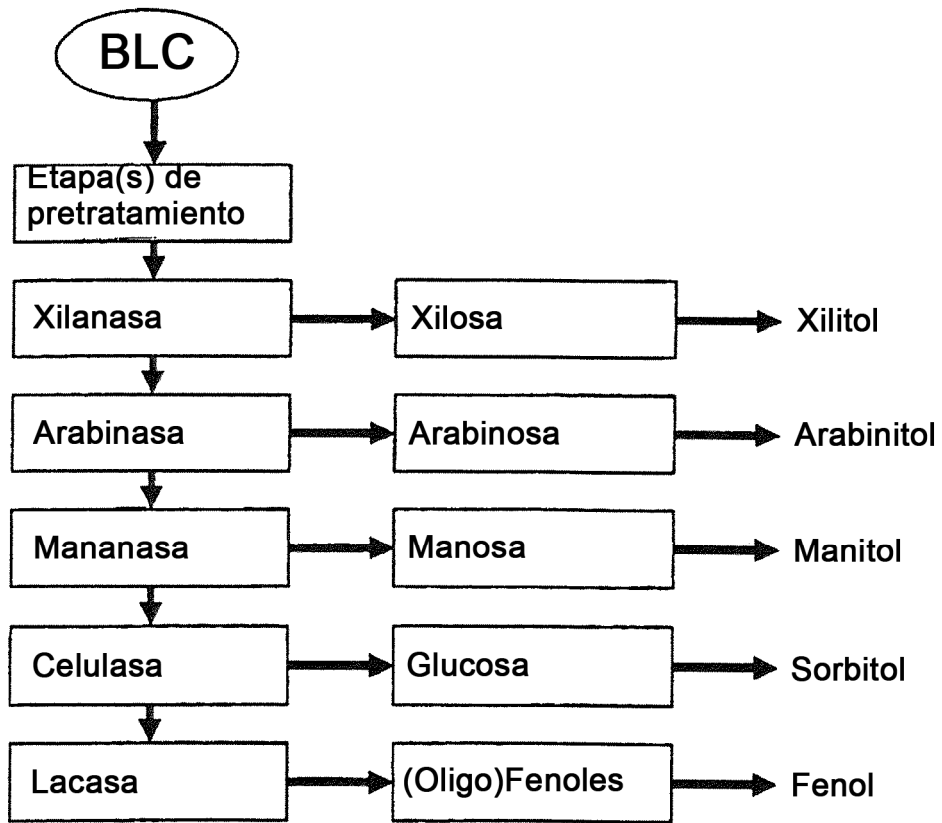 BLC
Etapa(s) de
pretratamiento
Xilanasa
Xilosa
Xilitol
Arabinasa
Arabinosa
Arabinitol
Mananasa
Manosa
Manitol
Celulasa
Glucosa
Sorbitol
Lacasa
(Oligo)Fenoles
Fenol